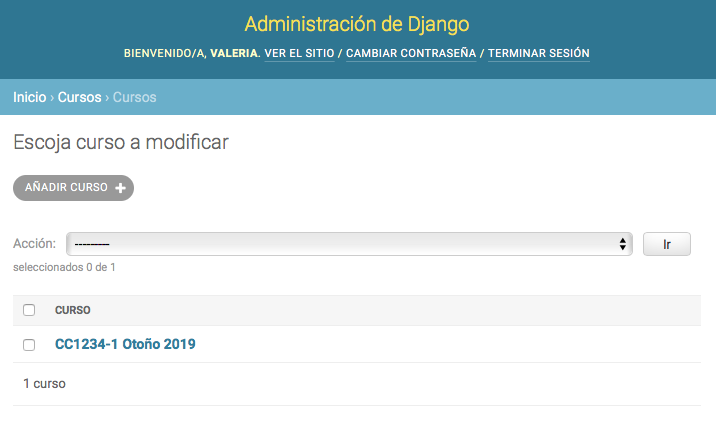 Administración de Django
BIENVENIDO/A, VALERIA. VER EL SITIO / CAMBIAR CONTRASEÑA / TERMINAR SESIÓN
Inicio › Cursos › Cursos
Escoja curso a modificar
AÑADIR CURSO +
Acción: --------- Ir
seleccionados 0 de 1
CURSO
CC1234-1 Otoño 2019
1 curso